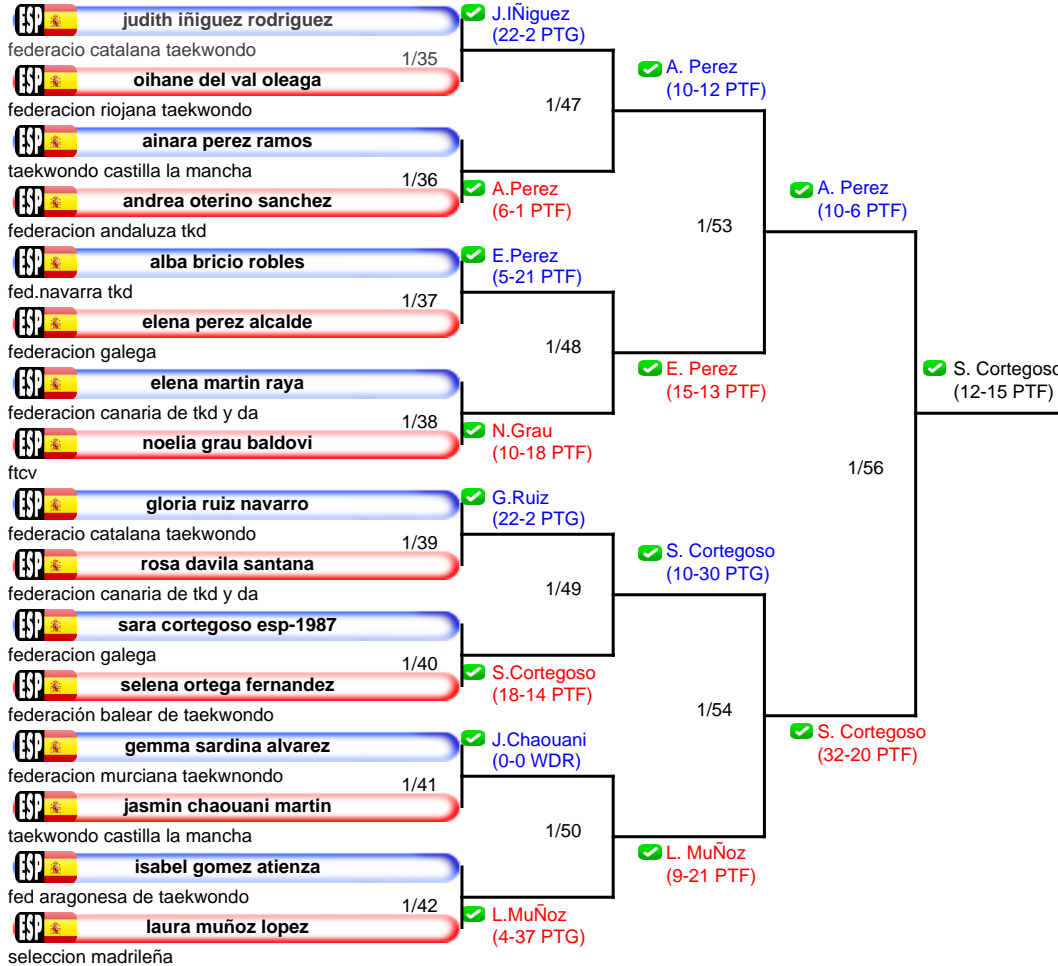 ESP judith iñiguez rodriguez
J.IÑiguez
(22-2 PTG)
federacio catalana taekwondo
1/35
ESP oihane del val oleaga
federacion riojana taekwondo
1/47
A. Perez
(10-12 PTF)
ESP ainara perez ramos
taekwondo castilla la mancha
1/36
ESP andrea oterino sanchez
A.Perez
(6-1 PTF)
federacion andaluza tkd
1/53
A. Perez
(10-6 PTF)
ESP alba bricio robles
E.Perez
(5-21 PTF)
fed.navarra tkd
1/37
ESP elena perez alcalde
federacion galega
1/48
E. Perez
(15-13 PTF)
ESP elena martin raya
federacion canaria de tkd y da
1/38
ESP noelia grau baldovi
N.Grau
(10-18 PTF)
ftcv
S. Cortegoso
(12-15 PTF)
1/56
ESP gloria ruiz navarro
G.Ruiz
(22-2 PTG)
federacio catalana taekwondo
1/39
ESP rosa davila santana
federacion canaria de tkd y da
1/49
S. Cortegoso
(10-30 PTG)
ESP sara cortegoso esp-1987
federacion galega
1/40
ESP selena ortega fernandez
S.Cortegoso
(18-14 PTF)
federación balear de taekwondo
1/54
S. Cortegoso
(32-20 PTF)
ESP gemma sardina alvarez
J.Chaouani
(0-0 WDR)
federacion murciana taekwnondo
1/41
ESP jasmin chaouani martin
taekwondo castilla la mancha
1/50
L. MuÑoz
(9-21 PTF)
ESP isabel gomez atienza
fed aragonesa de taekwondo
1/42
ESP laura muñoz lopez
L.MuÑoz
(4-37 PTG)
seleccion madrileña